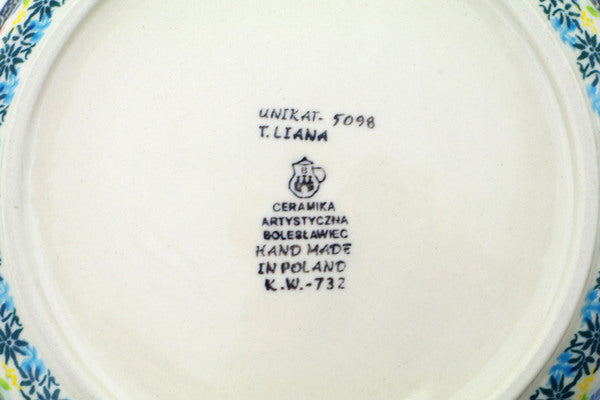 UNIKAT- 5098
T. LIANA
B
CERAMIKA
ARTYSTYCZNA
BOLESŁAWIEC
HAND MADE
IN POLAND
K.W.-732